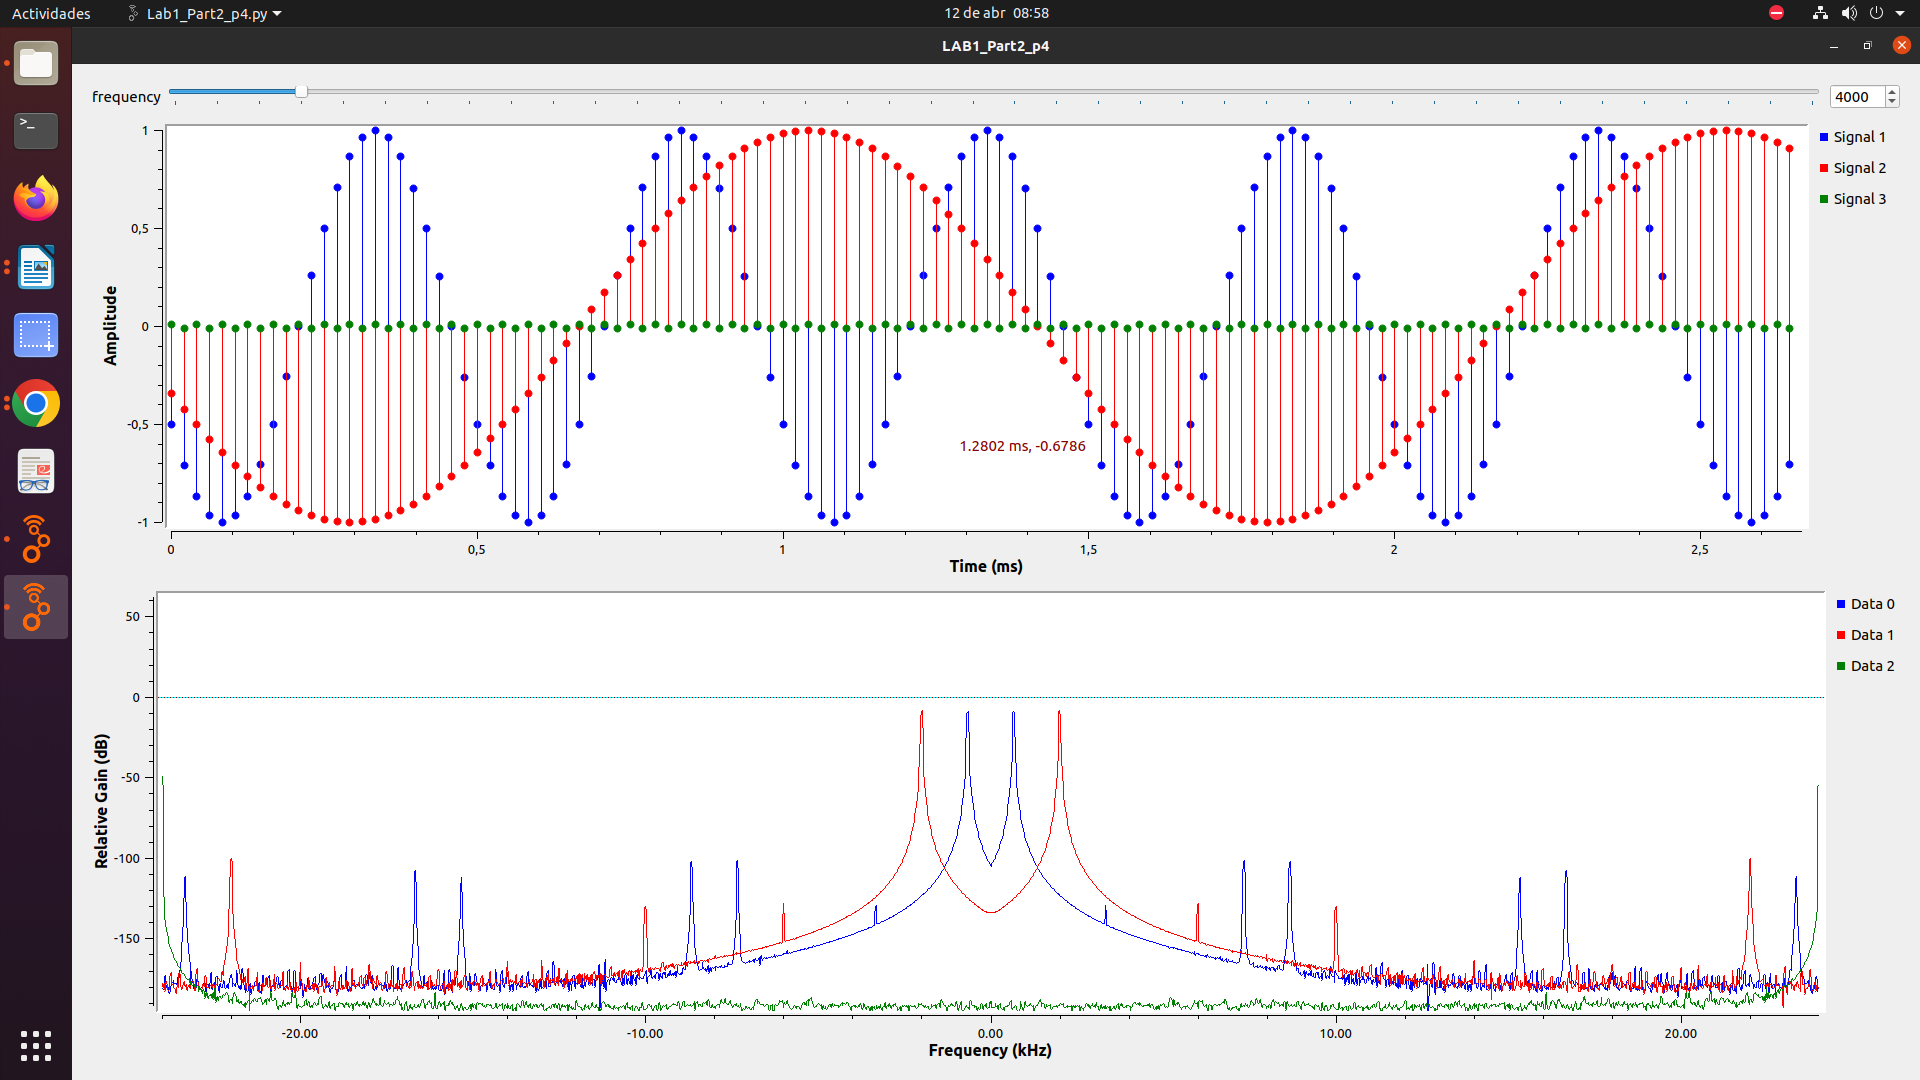 Actividades
Lab1_Part2_p4.py
12 de abr 08:58
LAB1_Part2_p4
frequency
4000
1
0,5
0
-0,5
-1
Amplitude
1.2802 ms, -0.6786
0
0,5
1
1,5
2
2,5
Time (ms)
Signal 1
Signal 2
Signal 3
50
0
-50
-100
-150
Relative Gain (dB)
-20.00
-10.00
0.00
10.00
20.00
Frequency (kHz)
Data 0
Data 1
Data 2